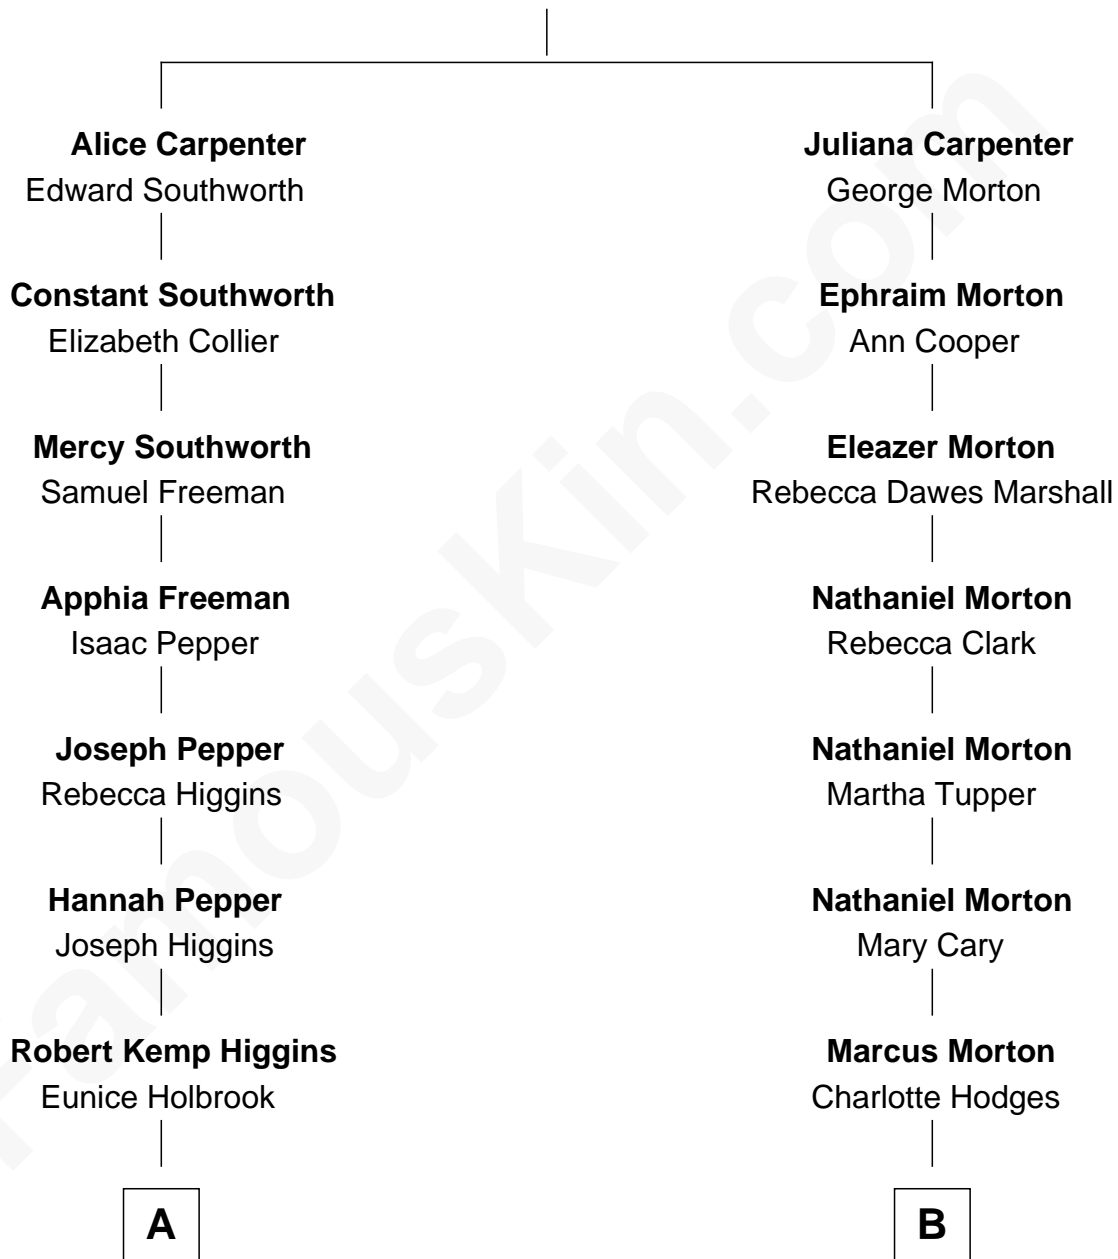 Alice Carpenter
Edward Southworth
Constant Southworth
Elizabeth Collier
Mercy Southworth
Samuel Freeman
Apphia Freeman
Isaac Pepper
Joseph Pepper
Rebecca Higgins
Hannah Pepper
Joseph Higgins
Robert Kemp Higgins
Eunice Holbrook
A
Juliana Carpenter
George Morton
Ephraim Morton
Ann Cooper
Eleazer Morton
Rebecca Dawes Marshall
Nathaniel Morton
Rebecca Clark
Nathaniel Morton
Martha Tupper
Nathaniel Morton
Mary Cary
Marcus Morton
Charlotte Hodges
B
FamousKin.com